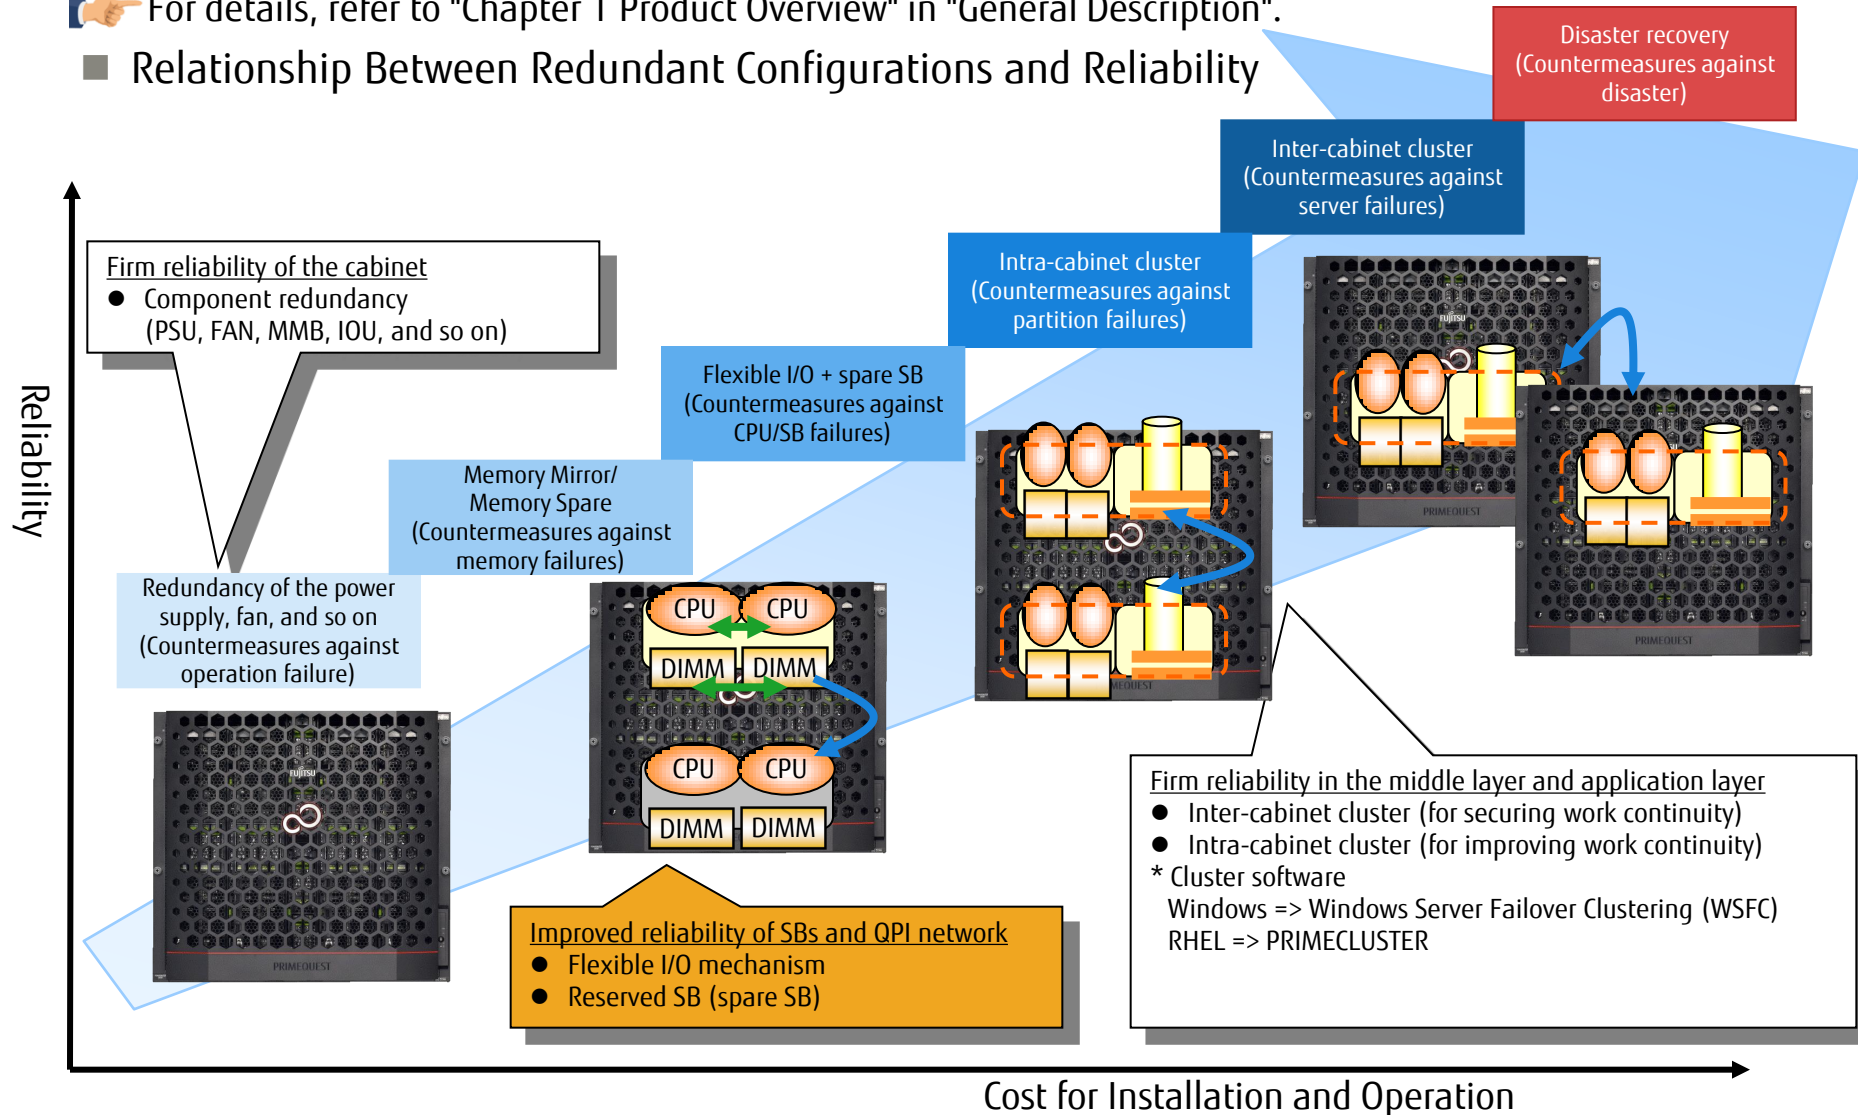 For details, refer to "Chapter 1 Product Overview" in "General Description".
Relationship Between Redundant Configurations and Reliability
Disaster recovery
(Countermeasures against
disaster)
Inter-cabinet cluster
(Countermeasures against
server failures)
Intra-cabinet cluster
(Countermeasures against
partition failures)
Flexible I/O + spare SB
(Countermeasures against
CPU/SB failures)
Memory Mirror/
Memory Spare
(Countermeasures against
memory failures)
Redundancy of the power
supply, fan, and so on
(Countermeasures against
operation failure)
Firm reliability of the cabinet
● Component redundancy
(PSU, FAN, MMB, IOU, and so on)
Reliability
FUJITSU
PRIMEQUEST
CPU CPU
DIMM DIMM
CPU CPU
DIMM DIMM
FUJITSU
PRIMEQUEST
PRIMEQUEST
Improved reliability of SBs and QPI network
● Flexible I/O mechanism
● Reserved SB (spare SB)
Firm reliability in the middle layer and application layer
● Inter-cabinet cluster (for securing work continuity)
● Intra-cabinet cluster (for improving work continuity)
* Cluster software
Windows => Windows Server Failover Clustering (WSFC)
RHEL => PRIMECLUSTER
Cost for Installation and Operation